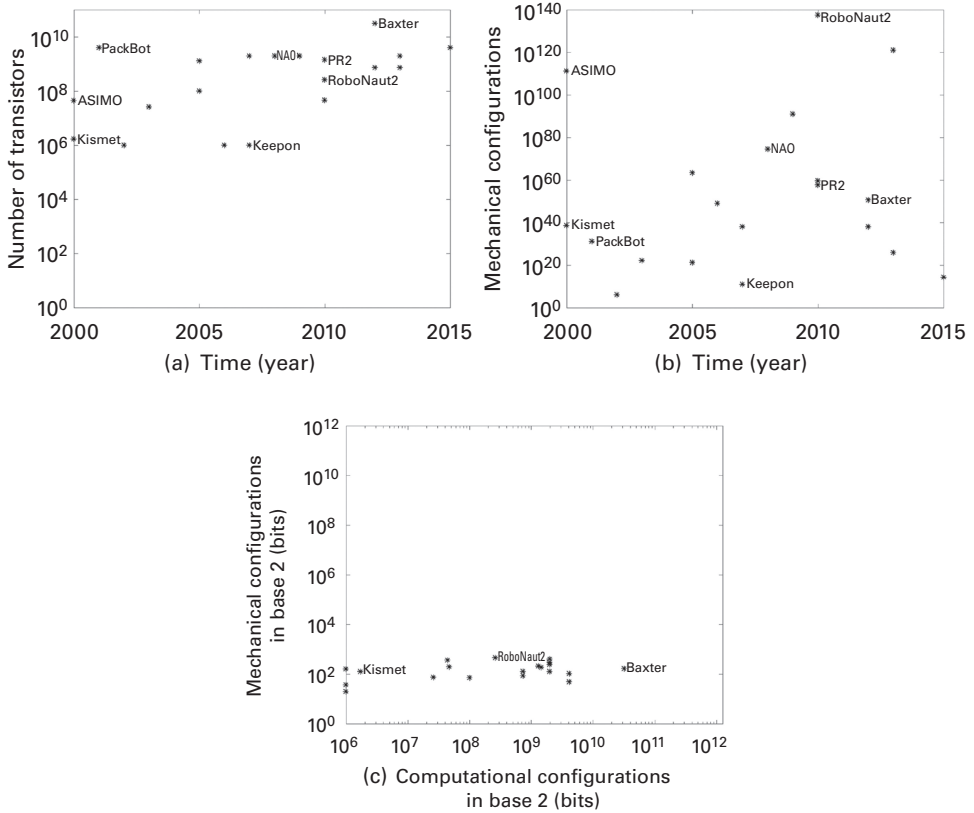 Number of transistors
10^10
10^8
10^6
10^4
10^2
10^0
Baxter
PackBot
NAO
PR2
RoboNaut2
ASIMO
Kismet
Keepon
2000 2005 2010 2015
(a) Time (year)
Mechanical configurations
10^140
10^120
10^100
10^80
10^60
10^40
10^20
10^0
RoboNaut2
ASIMO
NAO
PR2
Baxter
Kismet
PackBot
Keepon
2000 2005 2010 2015
(b) Time (year)
Mechanical configurations
in base 2 (bits)
10^12
10^10
10^8
10^6
10^4
10^2
10^0
RoboNaut2
Kismet
Baxter
10^6 10^7 10^8 10^9 10^10 10^11 10^12
(c) Computational configurations
in base 2 (bits)